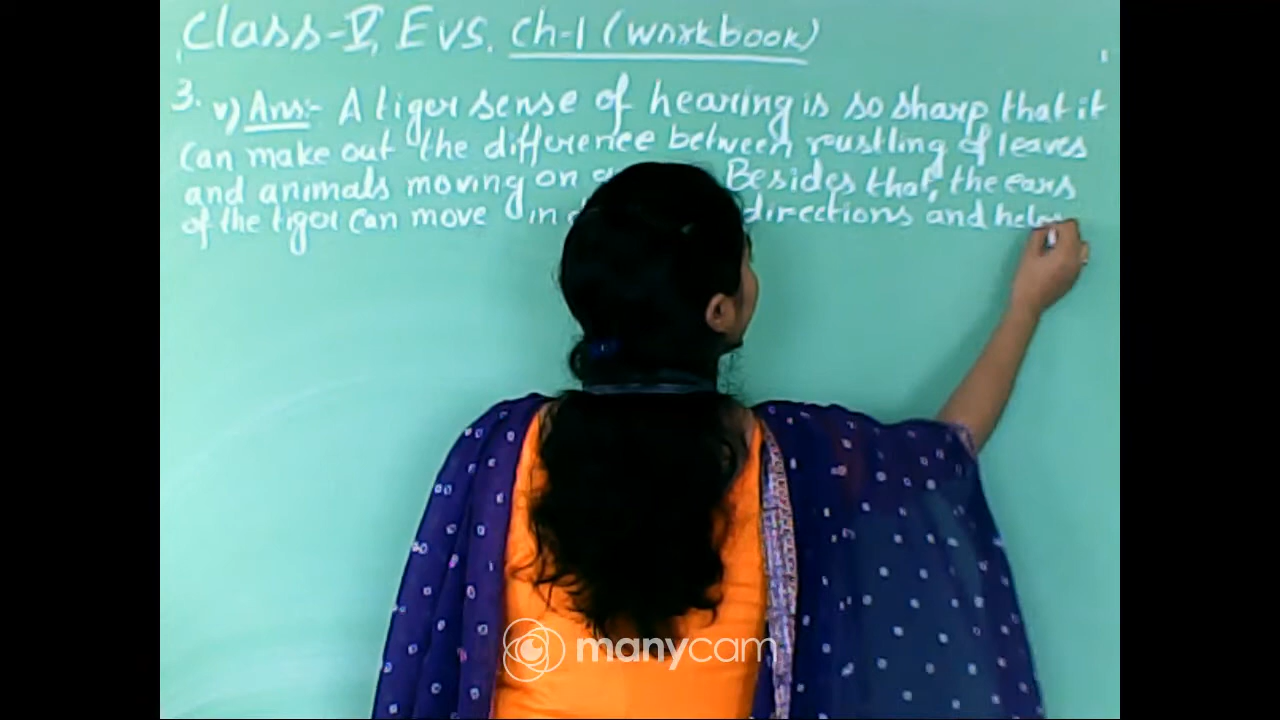 Class-V, EVS. Ch-1 (Workbook)
3. v) Ans:- A tiger sense of hearing is so sharp that it
can make out the difference between rustling of leaves
and animals moving on Besides that, the ears
of the tiger can move in directions and help
manycam